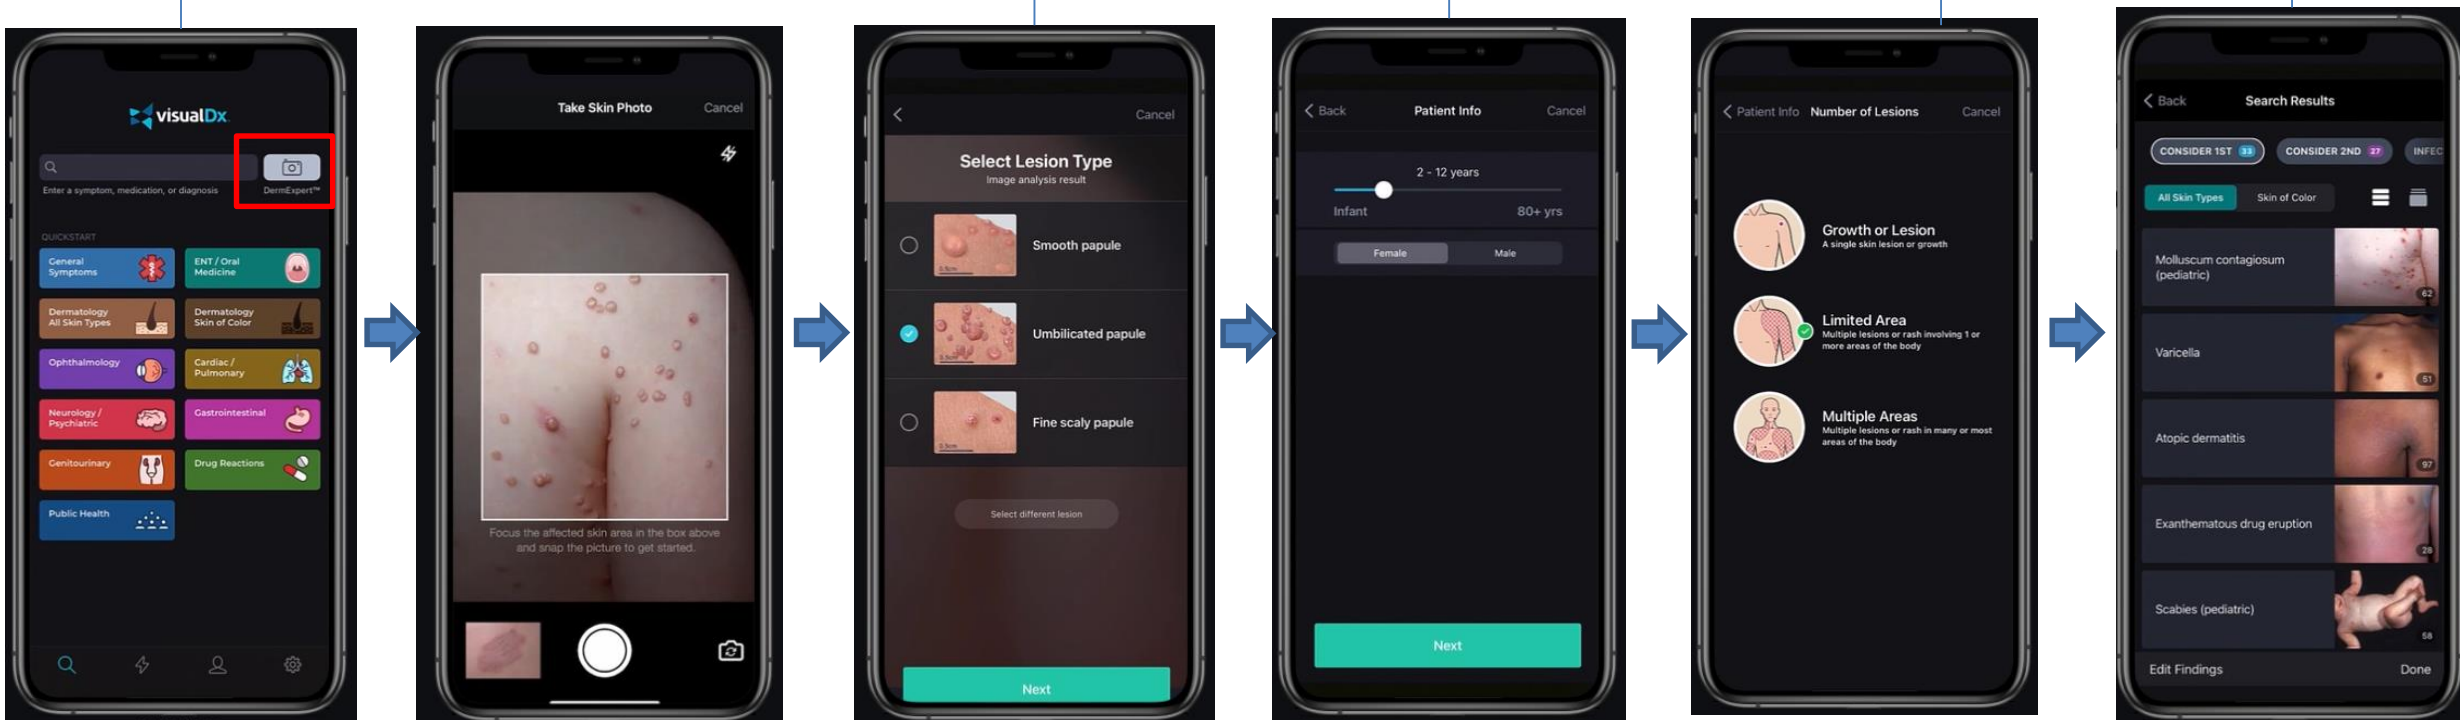 visualDx
Enter a symptom, medication, or diagnosis
DermExpert™
QUICKSTART
General
Symptoms
ENT / Oral
Medicine
Dermatology
All Skin Types
Dermatology
Skin of Color
Ophthalmology
Cardiac /
Pulmonary
Neurology /
Psychiatric
Gastrointestinal
Genitourinary
Drug Reactions
Public Health
Take Skin Photo
Cancel
Focus the affected skin area in the box above
and snap the picture to get started.
Cancel
Select Lesion Type
Image analysis result
Smooth papule
0.5cm
Umbilicated papule
0.5cm
Fine scaly papule
0.5cm
Select different lesion
Next
Back
Patient Info
Cancel
2 - 12 years
Infant
80+ yrs
Female
Male
Next
Patient Info
Number of Lesions
Cancel
Growth or Lesion
A single skin lesion or growth
Limited Area
Multiple lesions or rash involving 1 or
more areas of the body
Multiple Areas
Multiple lesions or rash in many or most
areas of the body
Back
Search Results
CONSIDER 1ST 33
CONSIDER 2ND 27
INFEC
All Skin Types
Skin of Color
Molluscum contagiosum
(pediatric)
62
Varicella
51
Atopic dermatitis
97
Exanthematous drug eruption
28
Scabies (pediatric)
58
Edit Findings
Done